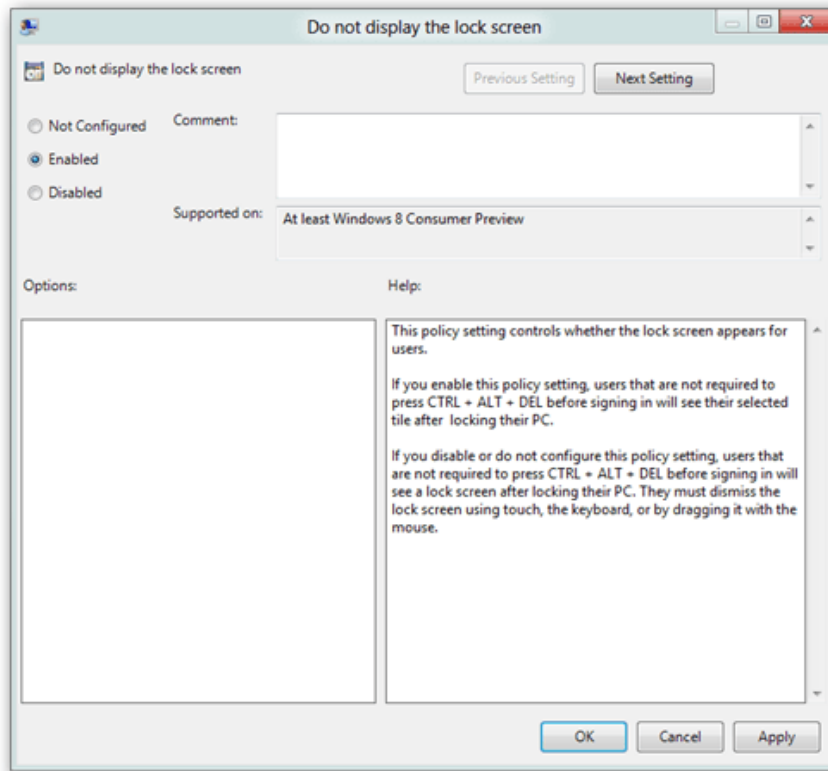 Do not display the lock screen
Do not display the lock screen
Previous Setting
Next Setting
Not Configured
Comment:
Enabled
Disabled
Supported on:
At least Windows 8 Consumer Preview
Options:
Help:
This policy setting controls whether the lock screen appears for
users.
If you enable this policy setting, users that are not required to
press CTRL + ALT + DEL before signing in will see their selected
tile after  locking their PC.
If you disable or do not configure this policy setting, users that
are not required to press CTRL + ALT + DEL before signing in will
see a lock screen after locking their PC. They must dismiss the
lock screen using touch, the keyboard, or by dragging it with the
mouse.
OK
Cancel
Apply